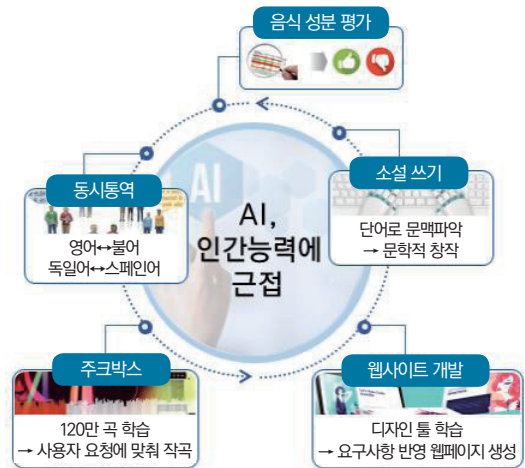 음식 성분 평가
동시통역
영어↔불어
독일어↔스페인어
AI
AI,
인간능력에
근접
소설 쓰기
단어로 문맥파악
→ 문학적 창작
주크박스
120만 곡 학습
→ 사용자 요청에 맞춰 작곡
웹사이트 개발
디자인 툴 학습
→ 요구사항 반영 웹페이지 생성